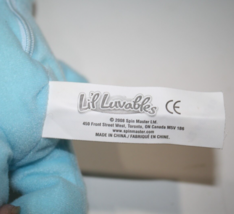 Lil Luvables CE
© 2008 Spin Master Ltd.
450 Front Street West, Toronto, ON Canada M5V 1B6
www.spinmaster.com
MADE IN CHINA / FABRIQUÉ EN CHINE.